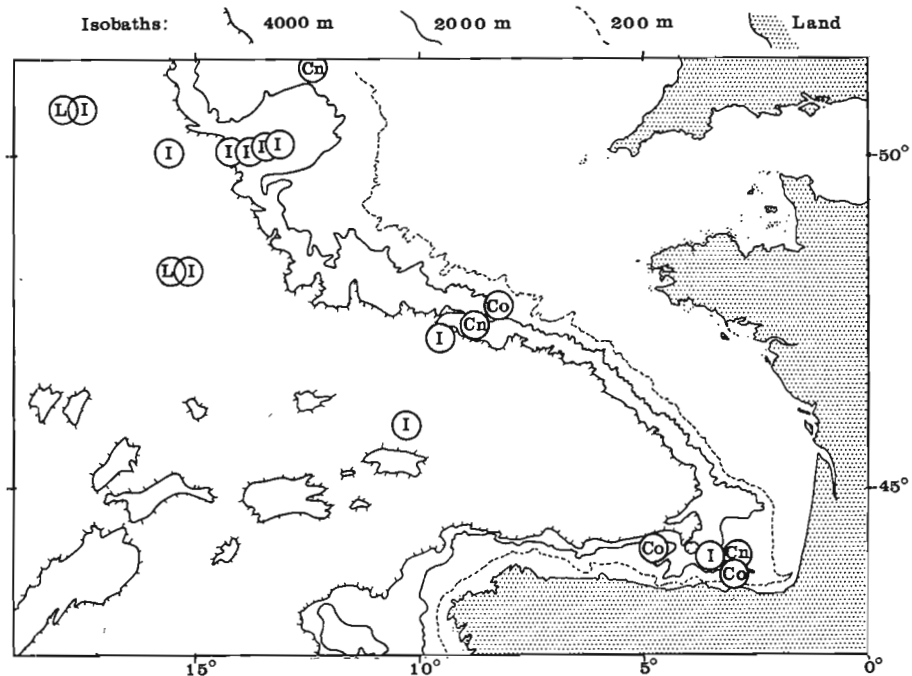 Isobaths: 4000 m 2000 m 200 m Land
Cn
L I
I I I I I
50°
L I
Co
Cn
I
I
45°
Co I Cn
Co
15° 10° 5° 0°